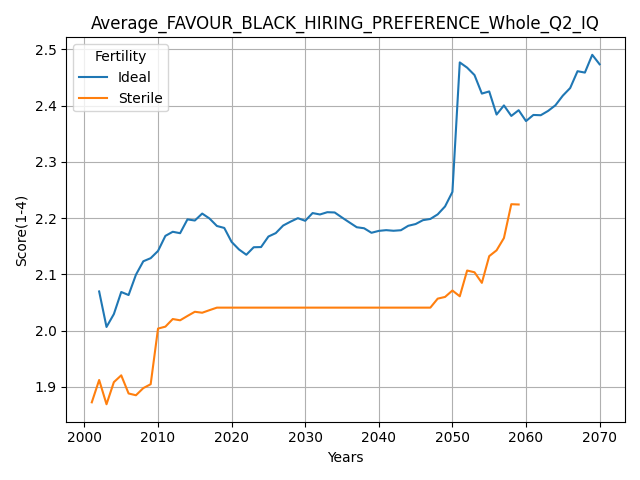 Average_FAVOUR_BLACK_HIRING_PREFERENCE_Whole_Q2_IQ
Fertility
Ideal
Sterile
Score(1-4)
2.5
2.4
2.3
2.2
2.1
2.0
1.9
2000 2010 2020 2030 2040 2050 2060 2070
Years